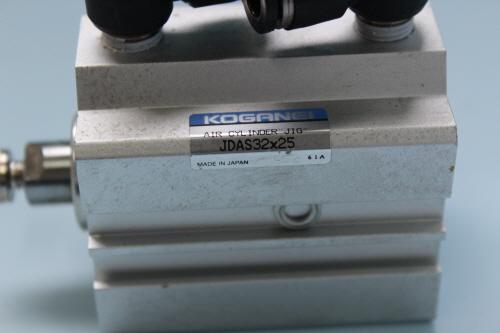 KOGANEI
AIR CYLINDER JIG
JDAS32x25
MADE IN JAPAN 61A